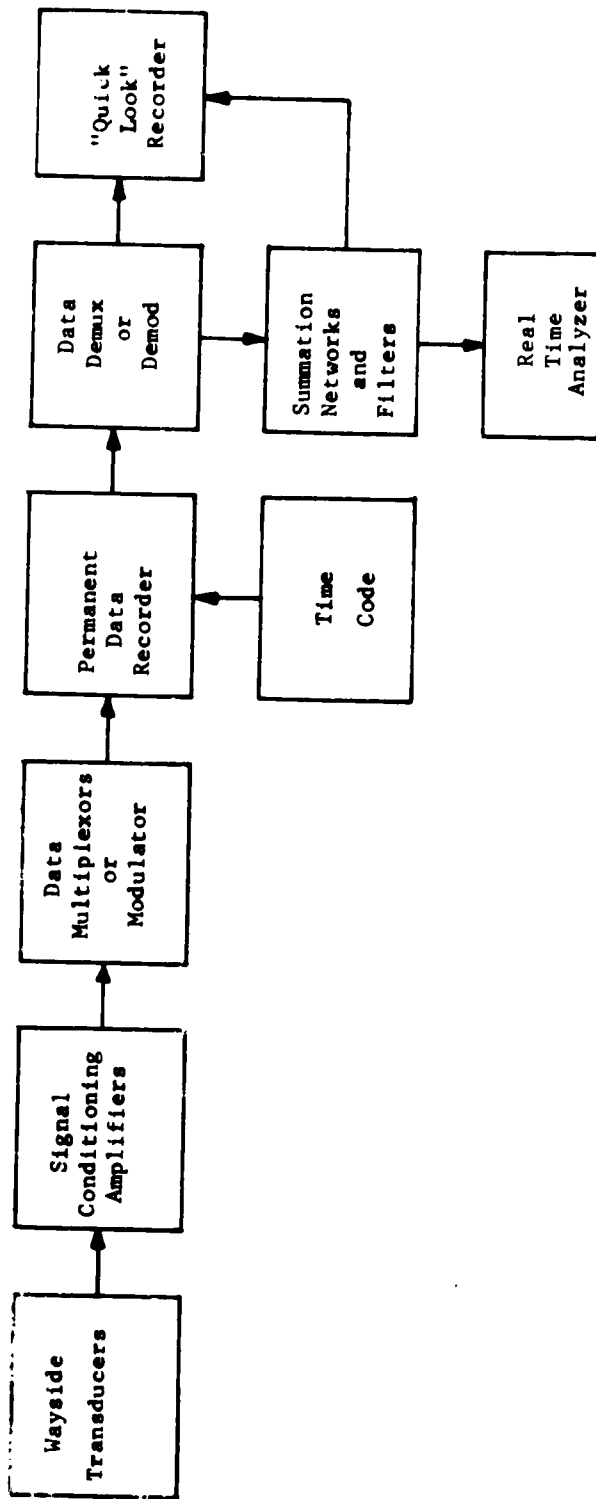 Wayside
Transducers
Signal
Conditioning
Amplifiers
Data
Multiplexors
or
Modulator
Permanent
Data
Recorder
Time
Code
Data
Demux
or
Demod
"Quick
Look"
Recorder
Summation
Networks
and
Filters
Real
Time
Analyzer